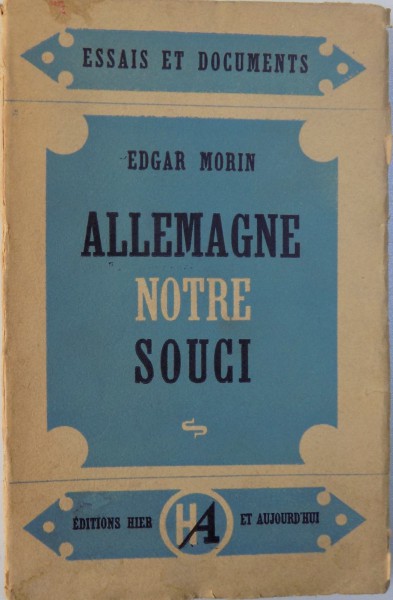 ESSAIS ET DOCUMENTS
EDGAR MORIN
ALLEMAGNE
NOTRE
SOUCI
ÉDITIONS HIER HA ET AUJOURD'HUI